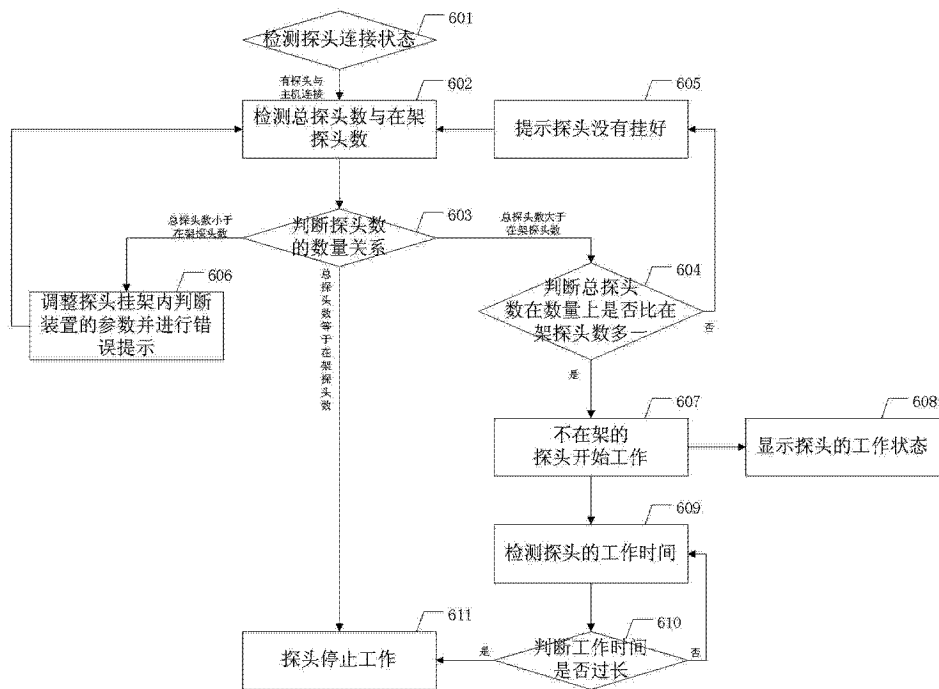 601
检测探头连接状态
有探头与
主机连接
602
检测总探头数与在架
探头数
605
提示探头没有挂好
603
判断探头数
的数量关系
总探头数小于
在架探头数
总探头数大于
在架探头数
606
调整探头挂架内判断
装置的参数并进行错
误提示
总探头数等于在架探头数
604
判断总探头
数在数量上是否比在
架探头数多一
否
是
607
不在架的
探头开始工作
608
显示探头的工作状态
609
检测探头的工作时间
610
判断工作时间
是否过长
否
是
611
探头停止工作